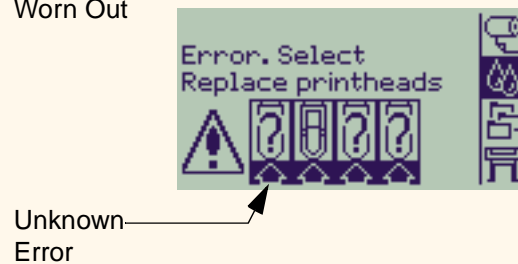 Worn Out
Error. Select
Replace printheads
? ? ? ?
Unknown
Error